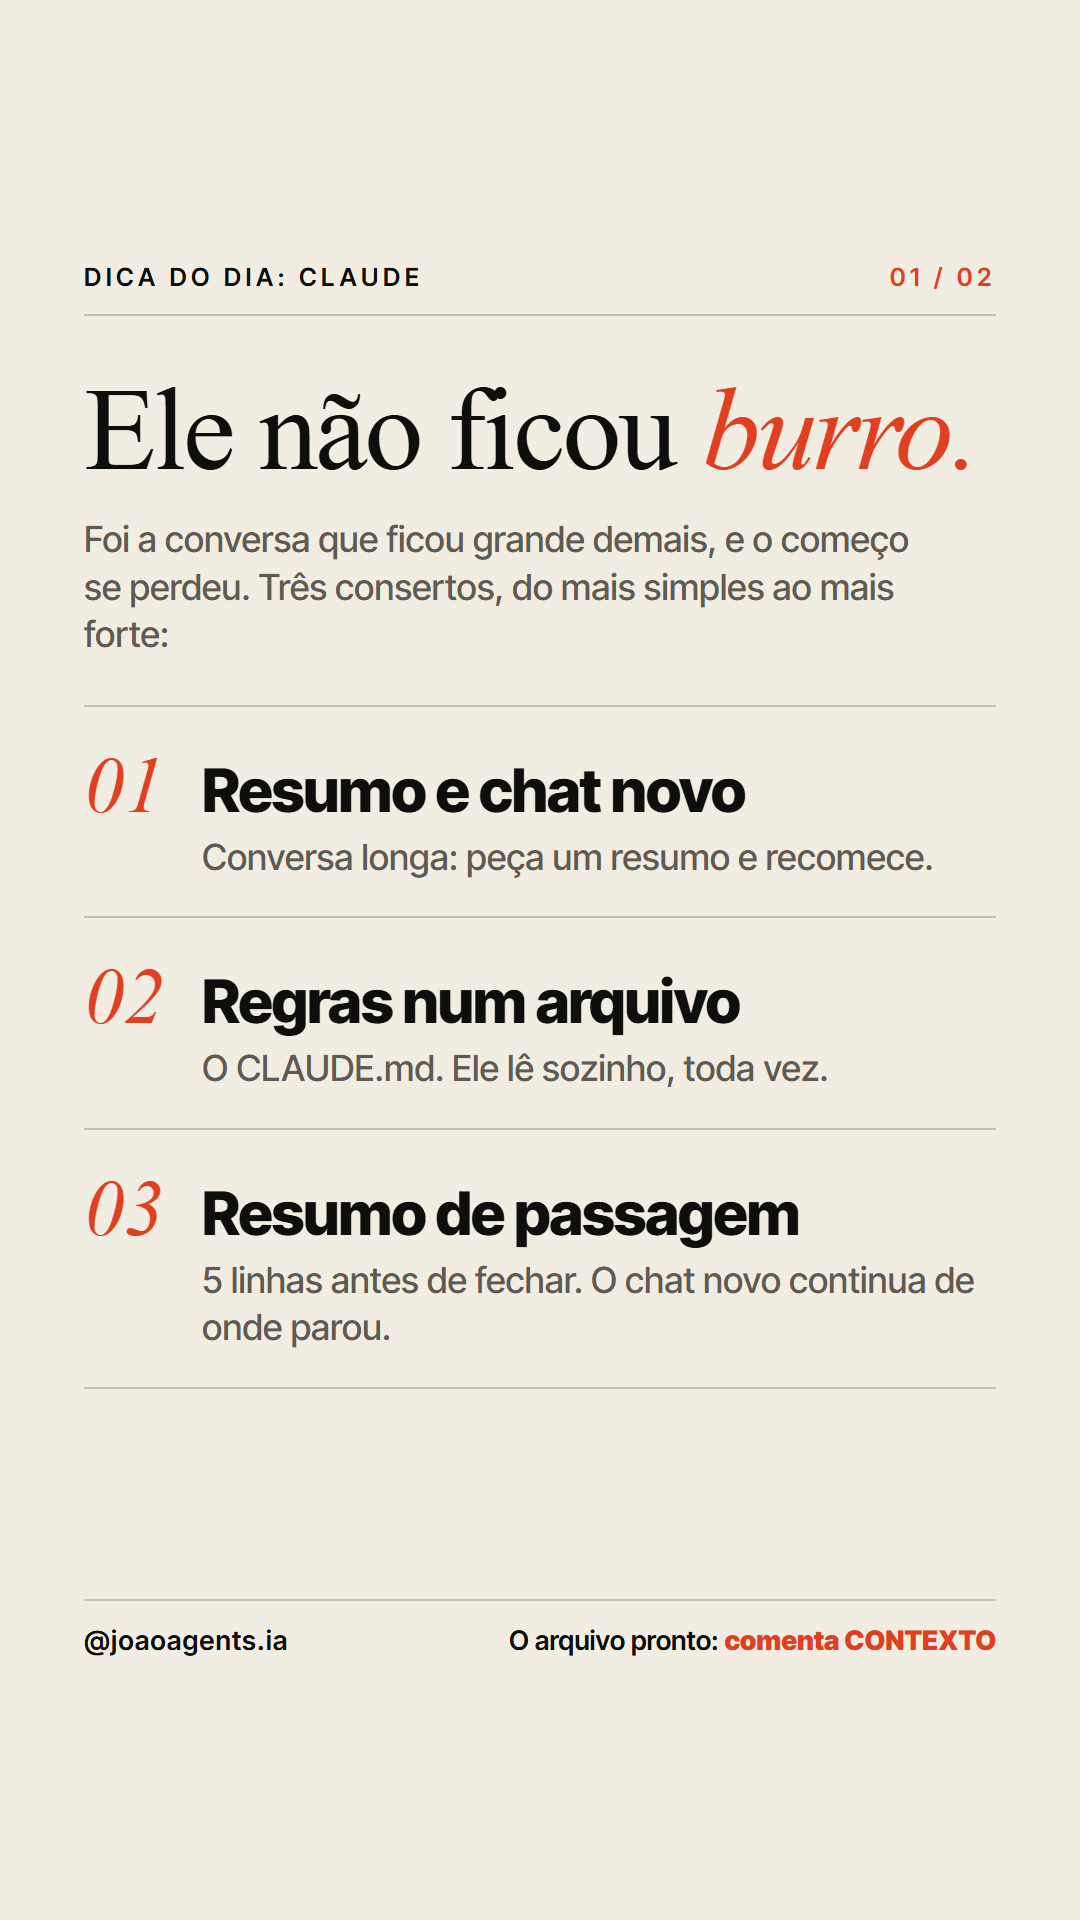 DICA DO DIA: CLAUDE
01 / 02
Ele não ficou burro.
Foi a conversa que ficou grande demais, e o começo
se perdeu. Três consertos, do mais simples ao mais
forte:
01 Resumo e chat novo
Conversa longa: peça um resumo e recomece.
02 Regras num arquivo
O CLAUDE.md. Ele lê sozinho, toda vez.
03 Resumo de passagem
5 linhas antes de fechar. O chat novo continua de
onde parou.
@joaoagents.ia
O arquivo pronto: comenta CONTEXTO